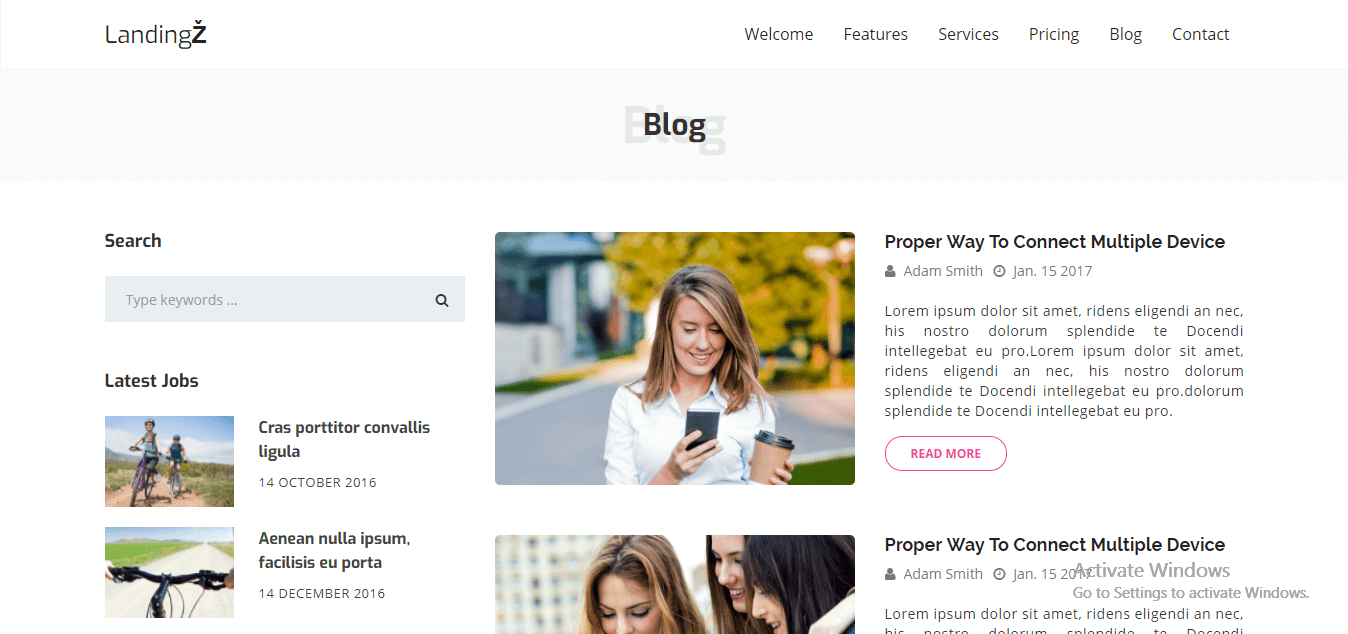 LandingŽ
Welcome Features Services Pricing Blog Contact
Blog
Blog
Search
Type keywords ...
Latest Jobs
Cras porttitor convallis
ligula
14 OCTOBER 2016
Aenean nulla ipsum,
facilisis eu porta
14 DECEMBER 2016
Proper Way To Connect Multiple Device
Adam Smith Jan. 15 2017
Lorem ipsum dolor sit amet, ridens eligendi an nec,
his nostro dolorum splendide te Docendi
intellegebat eu pro.Lorem ipsum dolor sit amet,
ridens eligendi an nec, his nostro dolorum
splendide te Docendi intellegebat eu pro.dolorum
splendide te Docendi intellegebat eu pro.
READ MORE
Proper Way To Connect Multiple Device
Adam Smith Jan. 15 2017
Activate Windows
Go to Settings to activate Windows.
Lorem ipsum dolor sit amet, ridens eligendi an nec,
his nostro dolorum splendide te Docendi